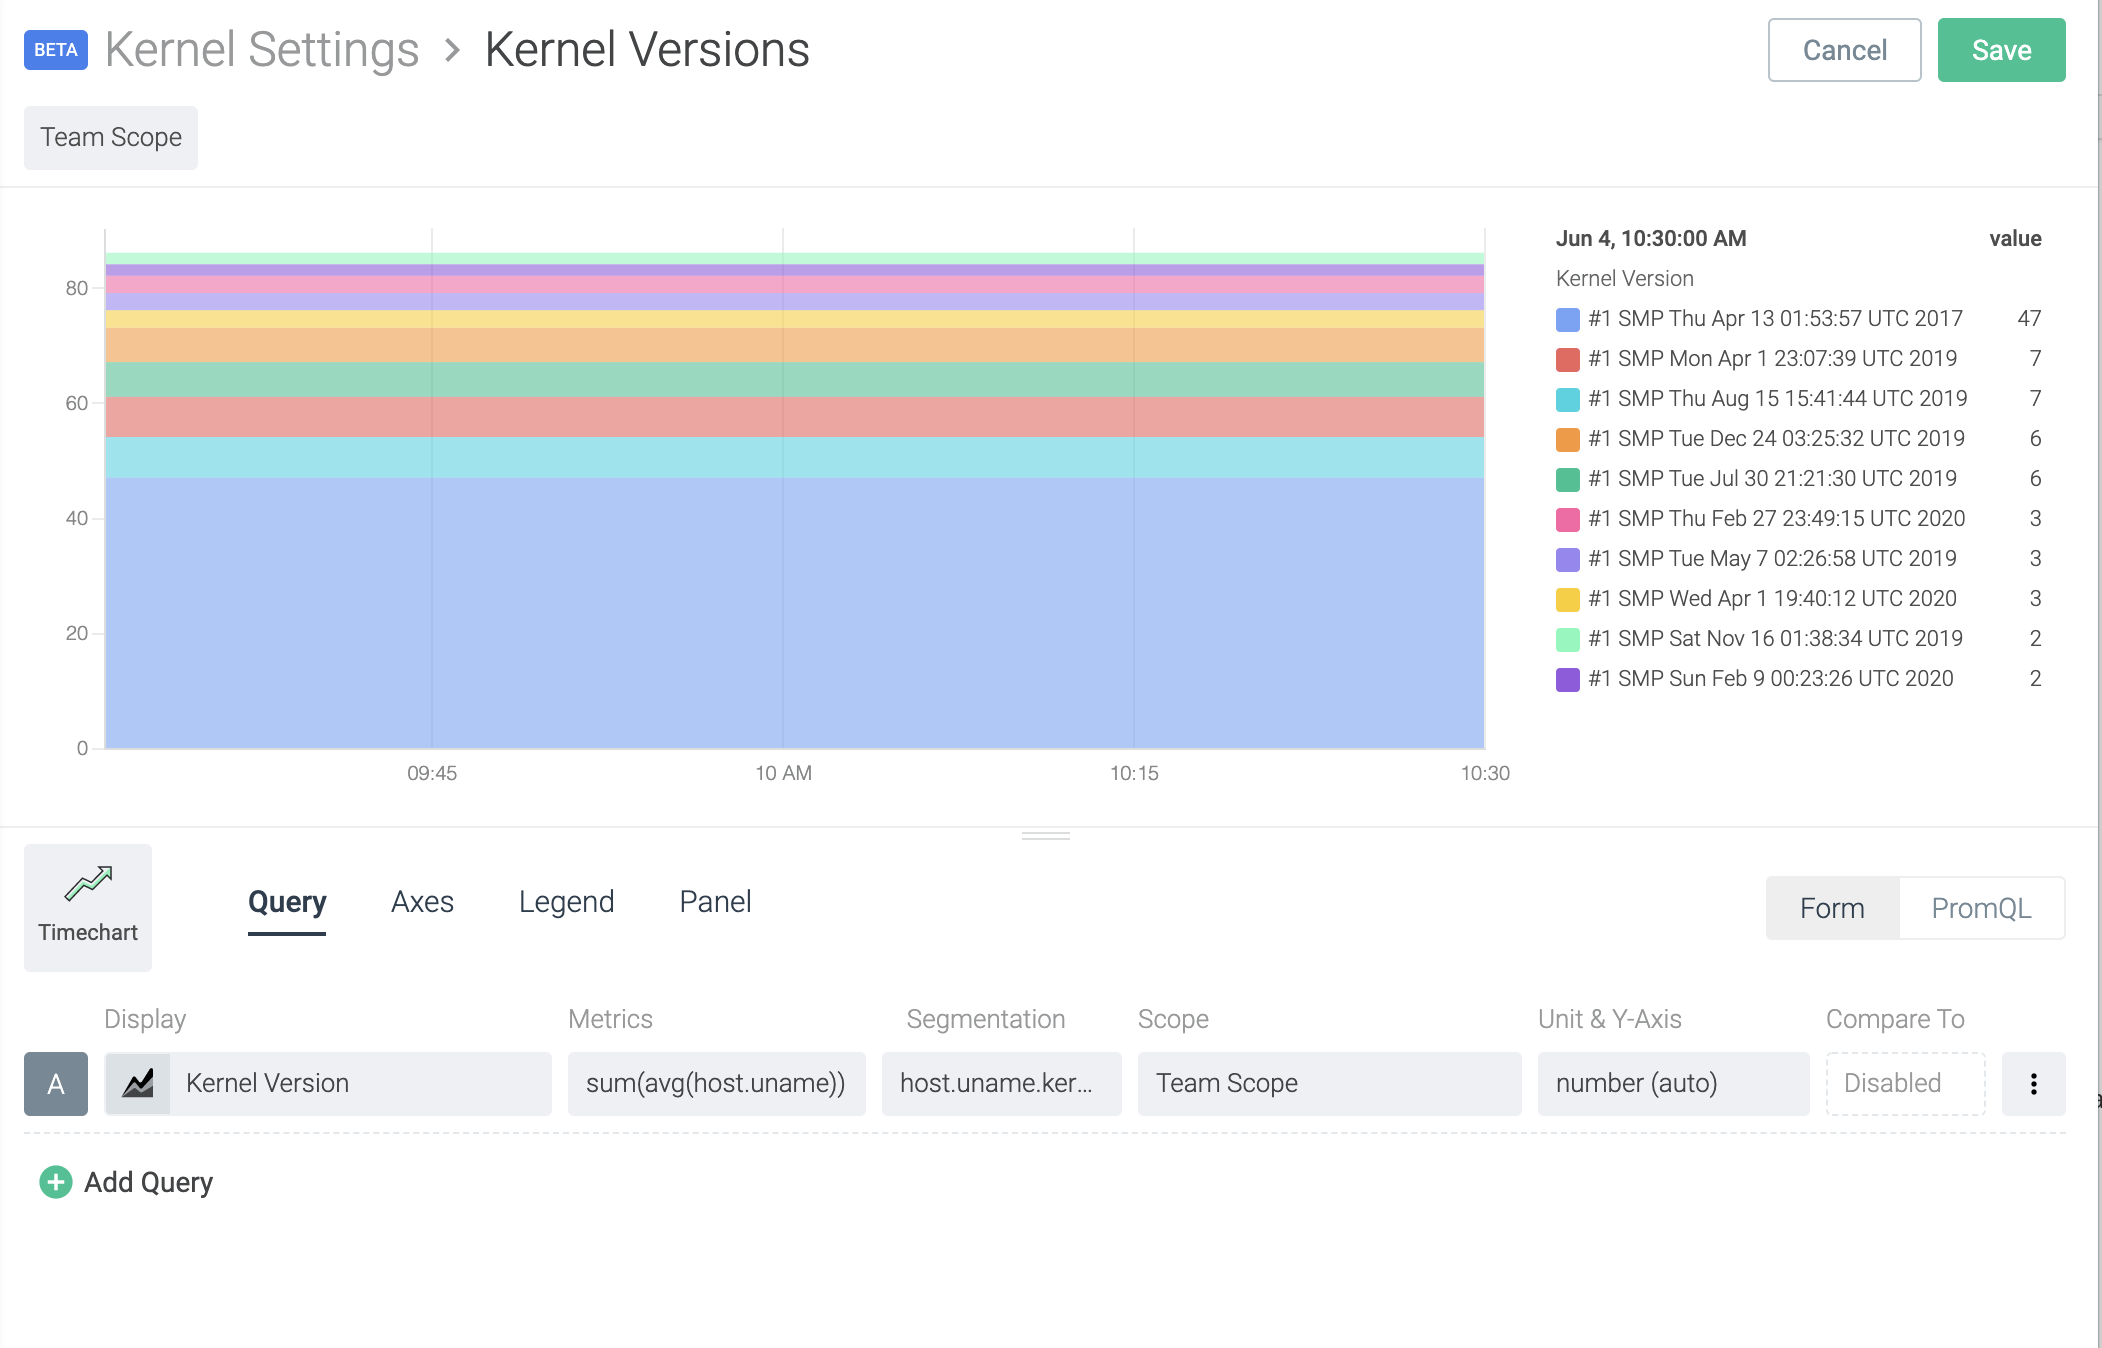 BETA Kernel Settings > Kernel Versions Cancel Save
Team Scope
Jun 4, 10:30:00 AM value
Kernel Version
#1 SMP Thu Apr 13 01:53:57 UTC 2017 47
#1 SMP Mon Apr 1 23:07:39 UTC 2019 7
#1 SMP Thu Aug 15 15:41:44 UTC 2019 7
#1 SMP Tue Dec 24 03:25:32 UTC 2019 6
#1 SMP Tue Jul 30 21:21:30 UTC 2019 6
#1 SMP Thu Feb 27 23:49:15 UTC 2020 3
#1 SMP Tue May 7 02:26:58 UTC 2019 3
#1 SMP Wed Apr 1 19:40:12 UTC 2020 3
#1 SMP Sat Nov 16 01:38:34 UTC 2019 2
#1 SMP Sun Feb 9 00:23:26 UTC 2020 2
80
60
40
20
0
09:45 10 AM 10:15 10:30
Timechart
Query Axes Legend Panel
Form PromQL
Display Metrics Segmentation Scope Unit & Y-Axis Compare To
A Kernel Version sum(avg(host.uname)) host.uname.ker... Team Scope number (auto) Disabled
Add Query